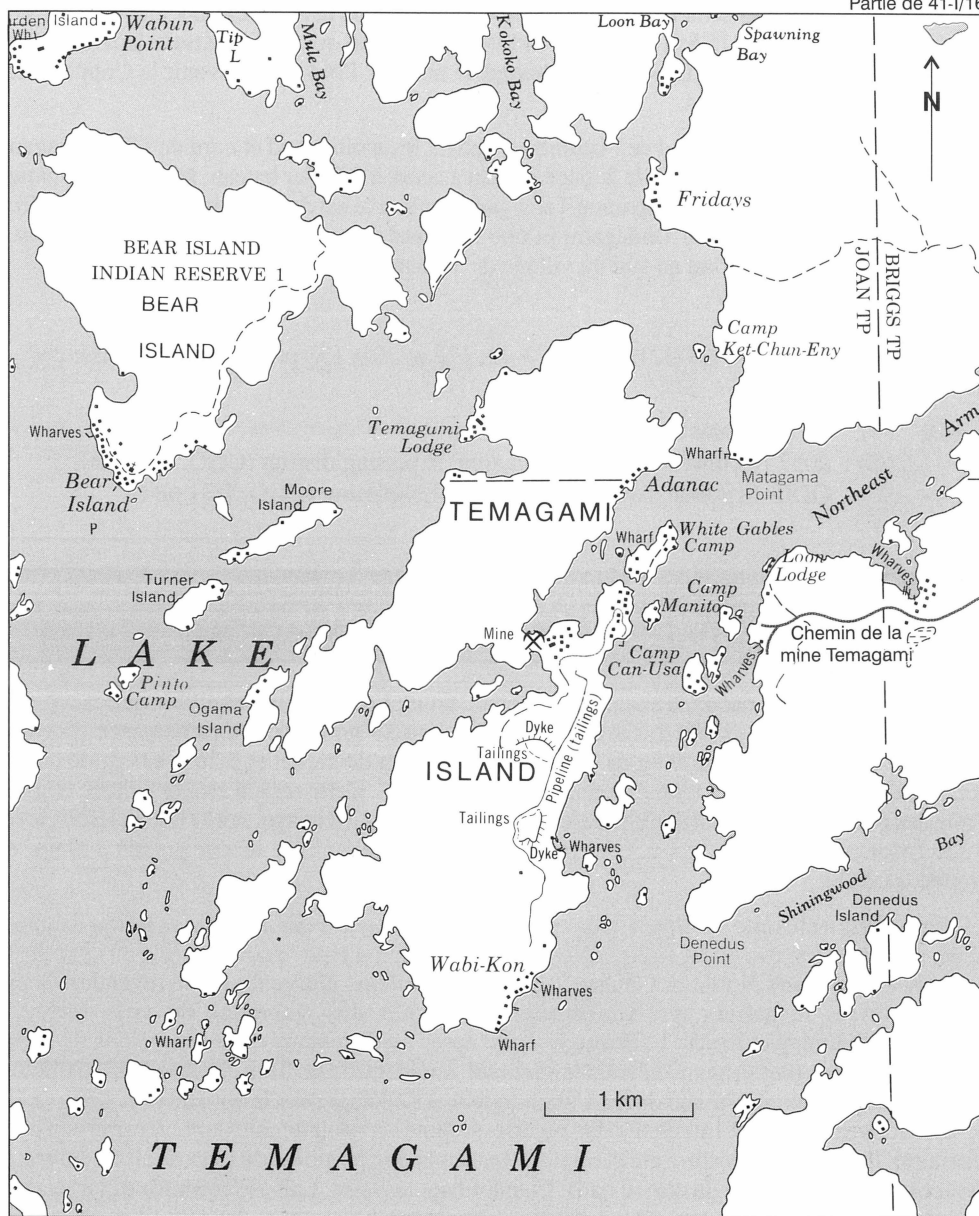 Partie de 41-I/16
Wabun
Point
Tip
L
Mule Bay
Kokoko Bay
Loon Bay
Spawning
Bay
N
Fridays
BEAR ISLAND
INDIAN RESERVE 1
BEAR
ISLAND
JOAN TP
BRIGGS TP
Camp
Ket-Chun-Eny
Wharves
Temagami
Lodge
Bear
Island
P
Moore
Island
Wharf
Adanac
Matagama
Point
Northeast
Arm
TEMAGAMI
Wharf
White Gables
Camp
Turner
Island
Camp
Manito
Loon
Lodge
Wharves
LAKE
Mine
Chemin de la
mine Temagami
Pinto
Camp
Camp
Can-Usa
Wharves
Ogama
Island
Dyke
Tailings
ISLAND
Pipeline (tailings)
Tailings
Dyke
Wharves
Bay
Shiningwood
Denedus
Island
Denedus
Point
Wabi-Kon
Wharves
Wharf
Wharf
1 km
TEMAGAMI